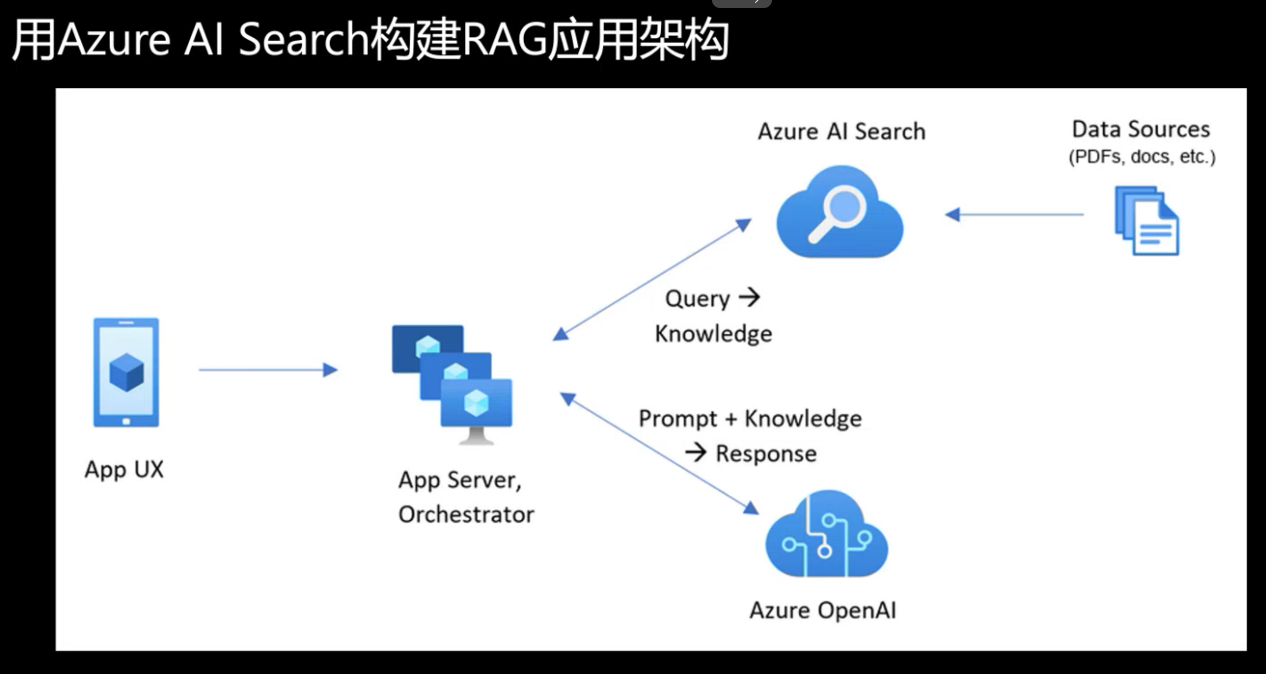 用Azure AI Search构建RAG应用架构
Azure AI Search
Data Sources
(PDFs, docs, etc.)
Query →
Knowledge
Prompt + Knowledge
→ Response
App UX
App Server,
Orchestrator
Azure OpenAI